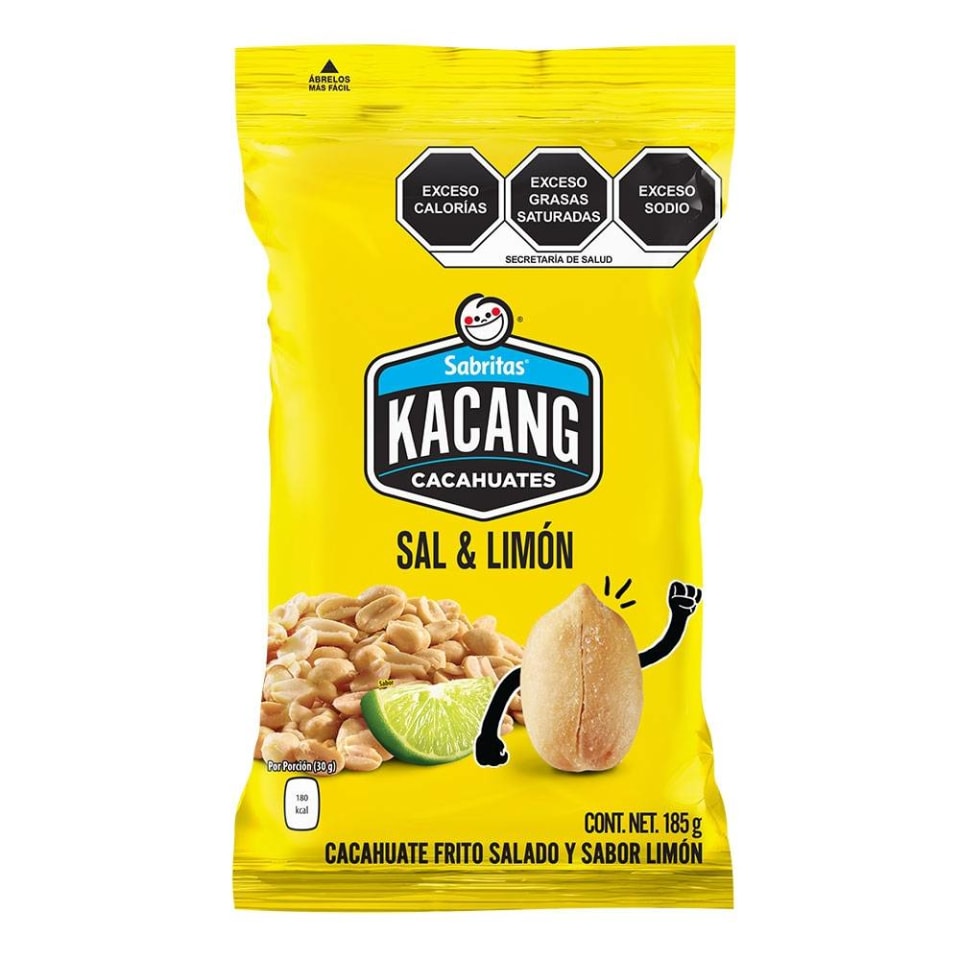 ÁBRELOS
MÁS FÁCIL
EXCESO
CALORÍAS
EXCESO
GRASAS
SATURADAS
EXCESO
SODIO
SECRETARÍA DE SALUD
®
Sabritas®
KACANG
CACAHUATES
SAL & LIMÓN
Sabor
Por Porción (30 g)
180
kcal
CONT. NET. 185 g
CACAHUATE FRITO SALADO Y SABOR LIMÓN